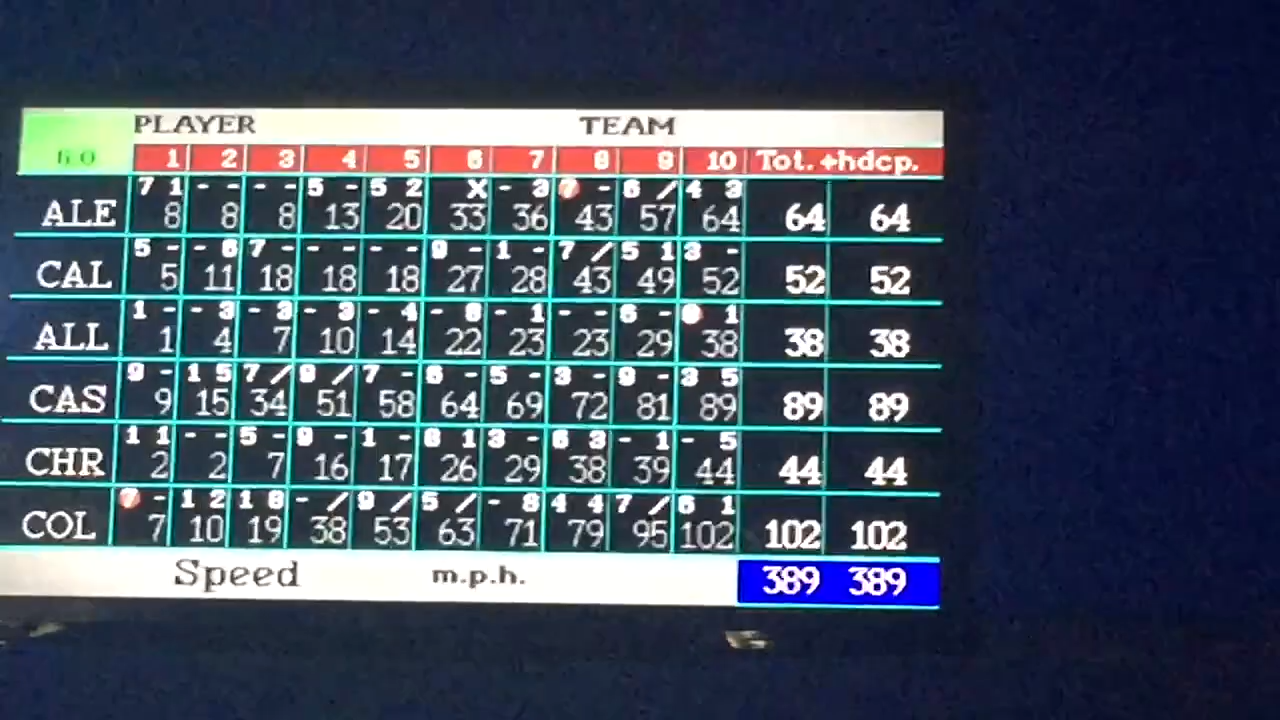 PLAYER TEAM
6.0 1 2 3 4 5 6 7 8 9 10 Tot. +hdcp.
7 1 - - - - 5 - 5 2 X - 3 7 - 6 / 4 3
ALE 8 8 8 13 20 33 36 43 57 64 64 64
5 - - 6 7 - - - - - 9 - 1 - 7 / 5 1 3 -
CAL 5 11 18 18 18 27 28 43 49 52 52 52
1 - - 3 - 3 - 3 - 4 - 8 - 1 - - 6 - 8 1
ALL 1 4 7 10 14 22 23 23 29 38 38 38
9 - 1 5 7 / 9 / 7 - 6 - 5 - 3 - 9 - 3 5
CAS 9 15 34 51 58 64 69 72 81 89 89 89
1 1 - - 5 - 9 - 1 - 8 1 3 - 6 3 - 1 - 5
CHR 2 2 7 16 17 26 29 38 39 44 44 44
7 - 1 2 1 8 - / 9 / 5 / - 8 4 4 7 / 6 1
COL 7 10 19 38 53 63 71 79 95 102 102 102
Speed m.p.h. 389 389